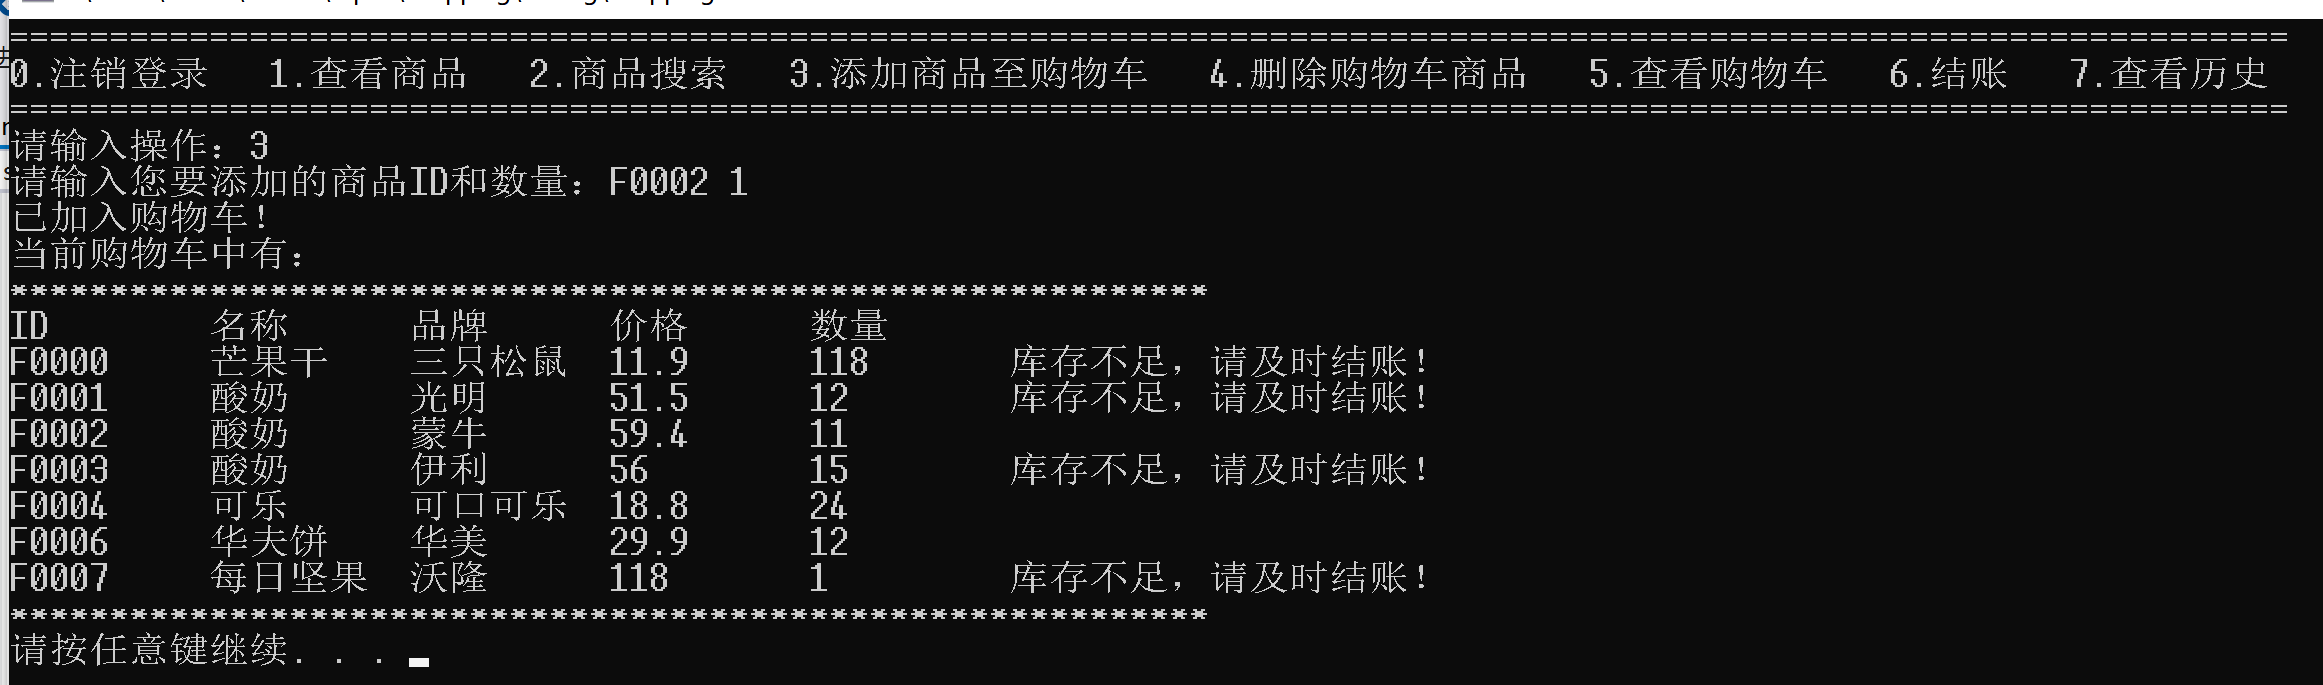 ====================================================================================================================
0.注销登录   1.查看商品   2.商品搜索   3.添加商品至购物车   4.删除购物车商品   5.查看购物车   6.结账   7.查看历史
====================================================================================================================
请输入操作：3
请输入您要添加的商品ID和数量：F0002 1
已加入购物车！
当前购物车中有：
************************************************************
ID        名称      品牌      价格      数量
F0000     芒果干    三只松鼠  11.9      118       库存不足，请及时结账！
F0001     酸奶      光明      51.5      12        库存不足，请及时结账！
F0002     酸奶      蒙牛      59.4      11
F0003     酸奶      伊利      56        15        库存不足，请及时结账！
F0004     可乐      可口可乐  18.8      24
F0006     华夫饼    华美      29.9      12
F0007     每日坚果  沃隆      118       1         库存不足，请及时结账！
************************************************************
请按任意键继续. . .